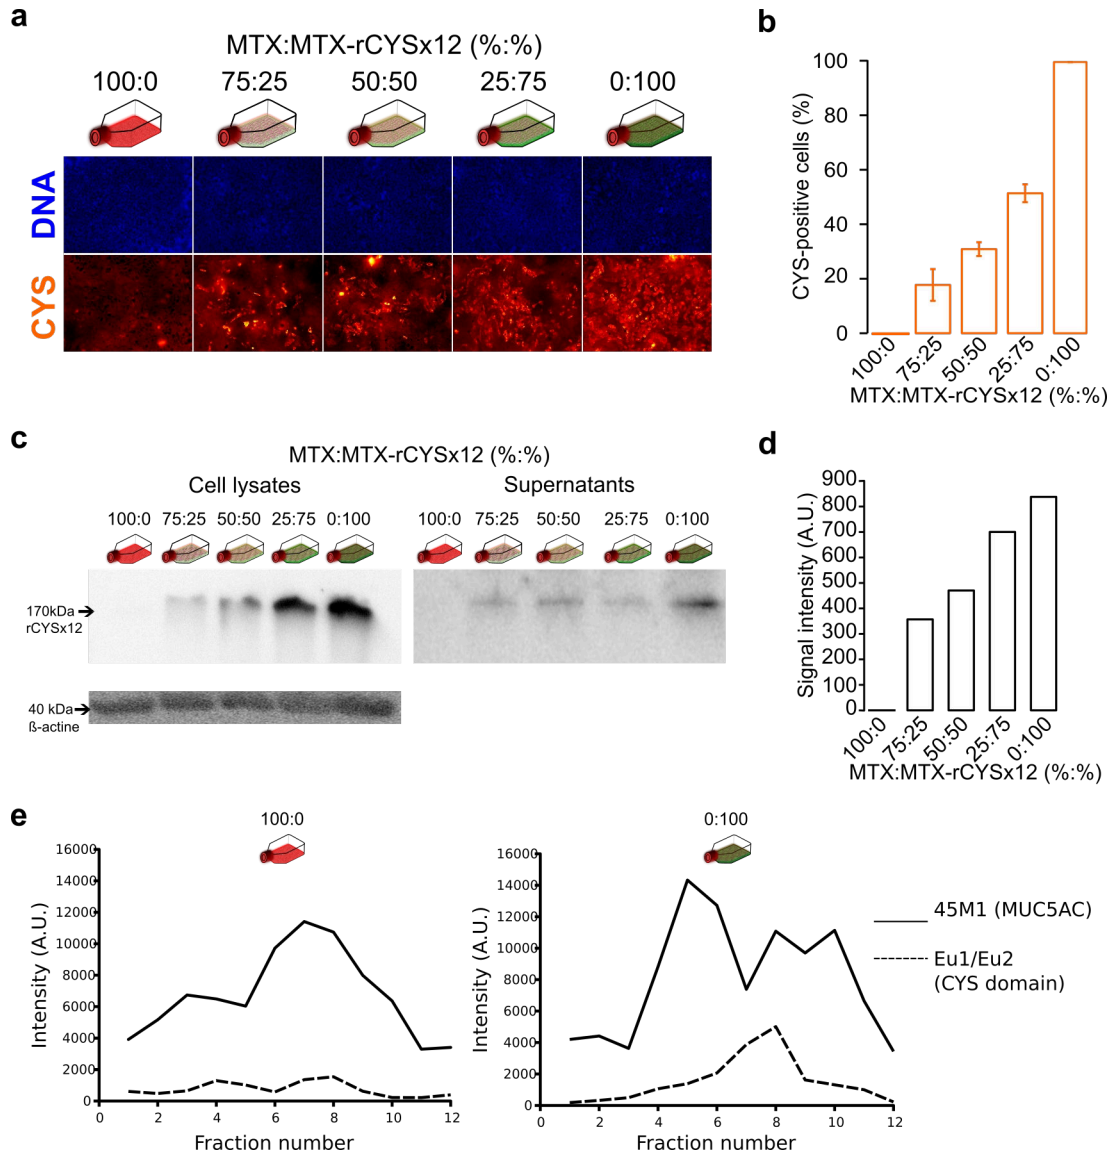 a
MTX:MTX-rCYSx12 (%:%)
100:0 75:25 50:50 25:75 0:100
DNA
CYS
b
CYS-positive cells (%)
100
80
60
40
20
0
100:0 75:25 50:50 25:75 0:100
MTX:MTX-rCYSx12 (%:%)
c
MTX:MTX-rCYSx12 (%:%)
Cell lysates Supernatants
100:0 75:25 50:50 25:75 0:100 100:0 75:25 50:50 25:75 0:100
170kDa
rCYSx12
40 kDa
ß-actine
d
Signal intensity (A.U.)
900
800
700
600
500
400
300
200
100
0
100:0 75:25 50:50 25:75 0:100
MTX:MTX-rCYSx12 (%:%)
e
100:0
Intensity (A.U.)
16000
14000
12000
10000
8000
6000
4000
2000
0
0 2 4 6 8 10 12
Fraction number
0:100
Intensity (A.U.)
16000
14000
12000
10000
8000
6000
4000
2000
0
0 2 4 6 8 10 12
Fraction number
45M1 (MUC5AC)
Eu1/Eu2
(CYS domain)